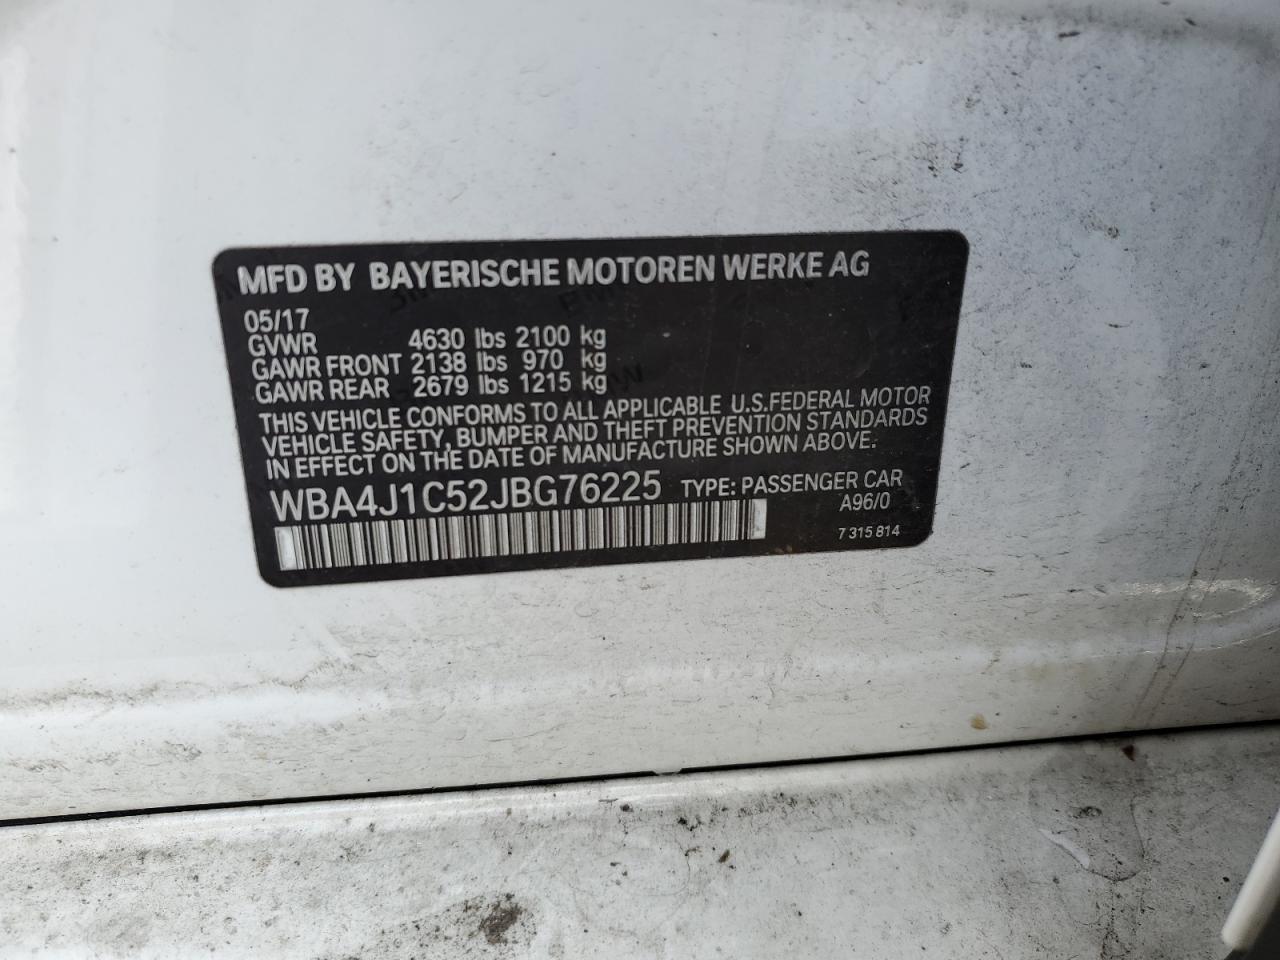 MFD BY BAYERISCHE MOTOREN WERKE AG
05/17
GVWR 4630 lbs 2100 kg
GAWR FRONT 2138 lbs 970 kg
GAWR REAR 2679 lbs 1215 kg
THIS VEHICLE CONFORMS TO ALL APPLICABLE U.S.FEDERAL MOTOR
VEHICLE SAFETY, BUMPER AND THEFT PREVENTION STANDARDS
IN EFFECT ON THE DATE OF MANUFACTURE SHOWN ABOVE.
WBA4J1C52JBG76225 TYPE: PASSENGER CAR
A96/0
7 315 814